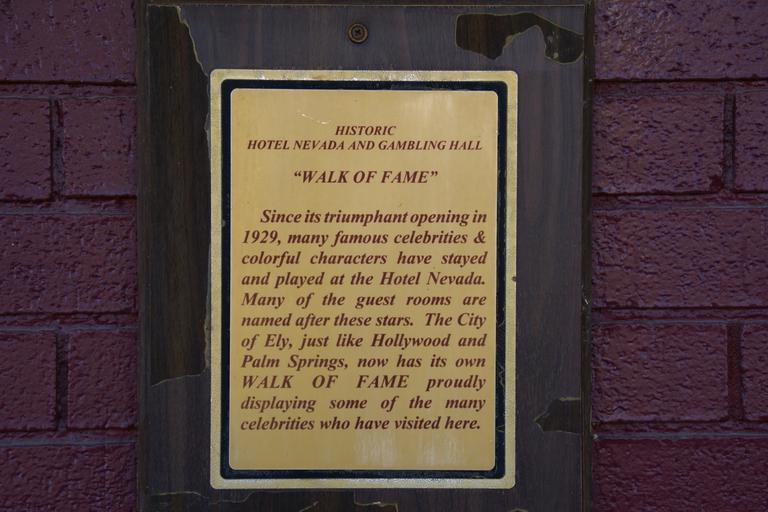 HISTORIC
HOTEL NEVADA AND GAMBLING HALL
“WALK OF FAME”
Since its triumphant opening in
1929, many famous celebrities &
colorful characters have stayed
and played at the Hotel Nevada.
Many of the guest rooms are
named after these stars. The City
of Ely, just like Hollywood and
Palm Springs, now has its own
WALK OF FAME proudly
displaying some of the many
celebrities who have visited here.